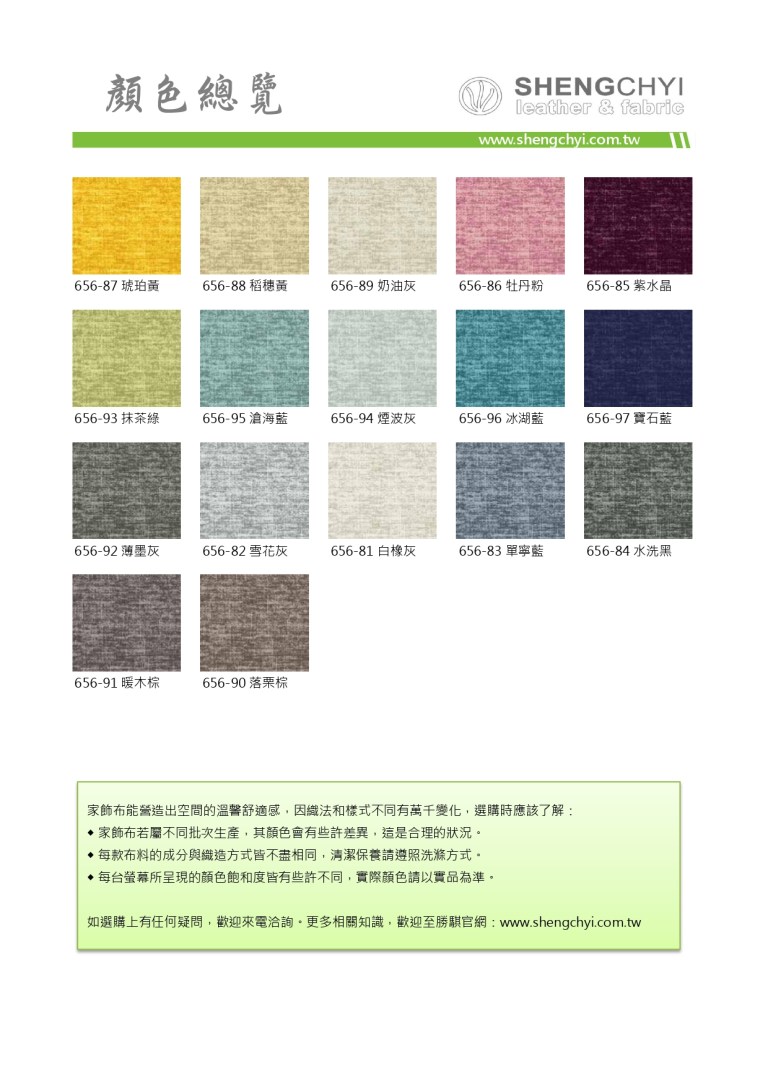 顏色總覽
SHENGCHYI
leather & fabric
www.shengchyi.com.tw
656-87 琥珀黃
656-88 稻穗黃
656-89 奶油灰
656-86 牡丹粉
656-85 紫水晶
656-93 抹茶綠
656-95 滄海藍
656-94 煙波灰
656-96 冰湖藍
656-97 寶石藍
656-92 薄墨灰
656-82 雪花灰
656-81 白橡灰
656-83 單寧藍
656-84 水洗黑
656-91 暖木棕
656-90 落栗棕
家飾布能營造出空間的溫馨舒適感，因織法和樣式不同有萬千變化，選購時應該了解：
◆ 家飾布若屬不同批次生產，其顏色會有些許差異，這是合理的狀況。
◆ 每款布料的成分與織造方式皆不盡相同，清潔保養請遵照洗滌方式。
◆ 每台螢幕所呈現的顏色飽和度皆有些許不同，實際顏色請以實品為準。
如選購上有任何疑問，歡迎來電洽詢。更多相關知識，歡迎至勝騏官網：www.shengchyi.com.tw